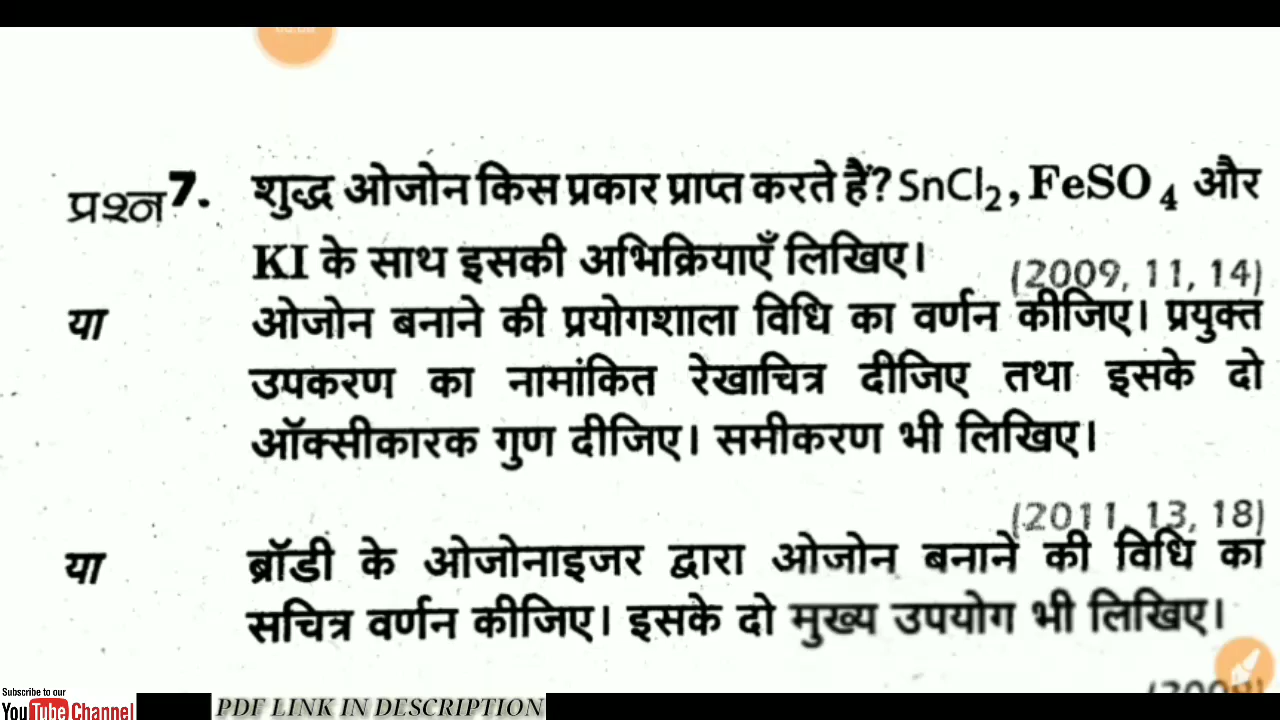 प्रश्न 7. शुद्ध ओजोन किस प्रकार प्राप्त करते हैं? SnCl₂, FeSO₄ और
KI के साथ इसकी अभिक्रियाएँ लिखिए।
(2009, 11, 14)
या ओजोन बनाने की प्रयोगशाला विधि का वर्णन कीजिए। प्रयुक्त
उपकरण का नामांकित रेखाचित्र दीजिए तथा इसके दो
ऑक्सीकारक गुण दीजिए। समीकरण भी लिखिए।
(2011, 13, 18)
या ब्रॉडी के ओजोनाइजर द्वारा ओजोन बनाने की विधि का
सचित्र वर्णन कीजिए। इसके दो मुख्य उपयोग भी लिखिए।
Subscribe to our
YouTube Channel
PDF LINK IN DESCRIPTION